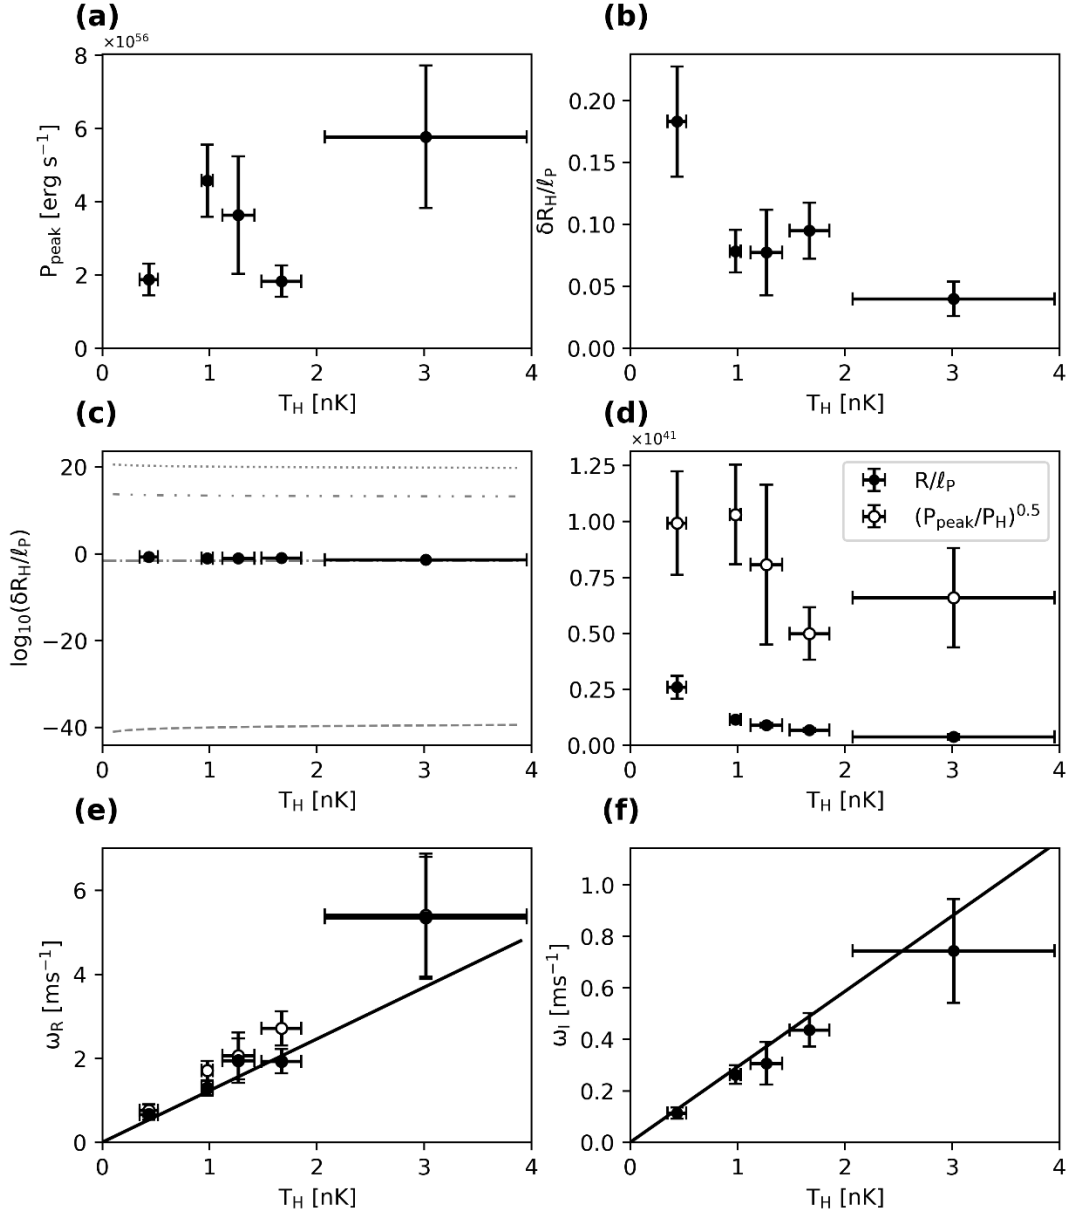 (a)
×10⁵⁶
8
6
4
2
0
P_peak [erg s⁻¹]
0 1 2 3 4
T_H [nK]
(b)
0.20
0.15
0.10
0.05
0.00
δR_H/ℓ_P
0 1 2 3 4
T_H [nK]
(c)
20
0
−20
−40
log₁₀(δR_H/ℓ_P)
0 1 2 3 4
T_H [nK]
(d)
×10⁴¹
1.25
1.00
0.75
0.50
0.25
0.00
R/ℓ_P
(P_peak/P_H)^0.5
0 1 2 3 4
T_H [nK]
(e)
6
4
2
0
ω_R [ms⁻¹]
0 1 2 3 4
T_H [nK]
(f)
1.0
0.8
0.6
0.4
0.2
0.0
ω_I [ms⁻¹]
0 1 2 3 4
T_H [nK]